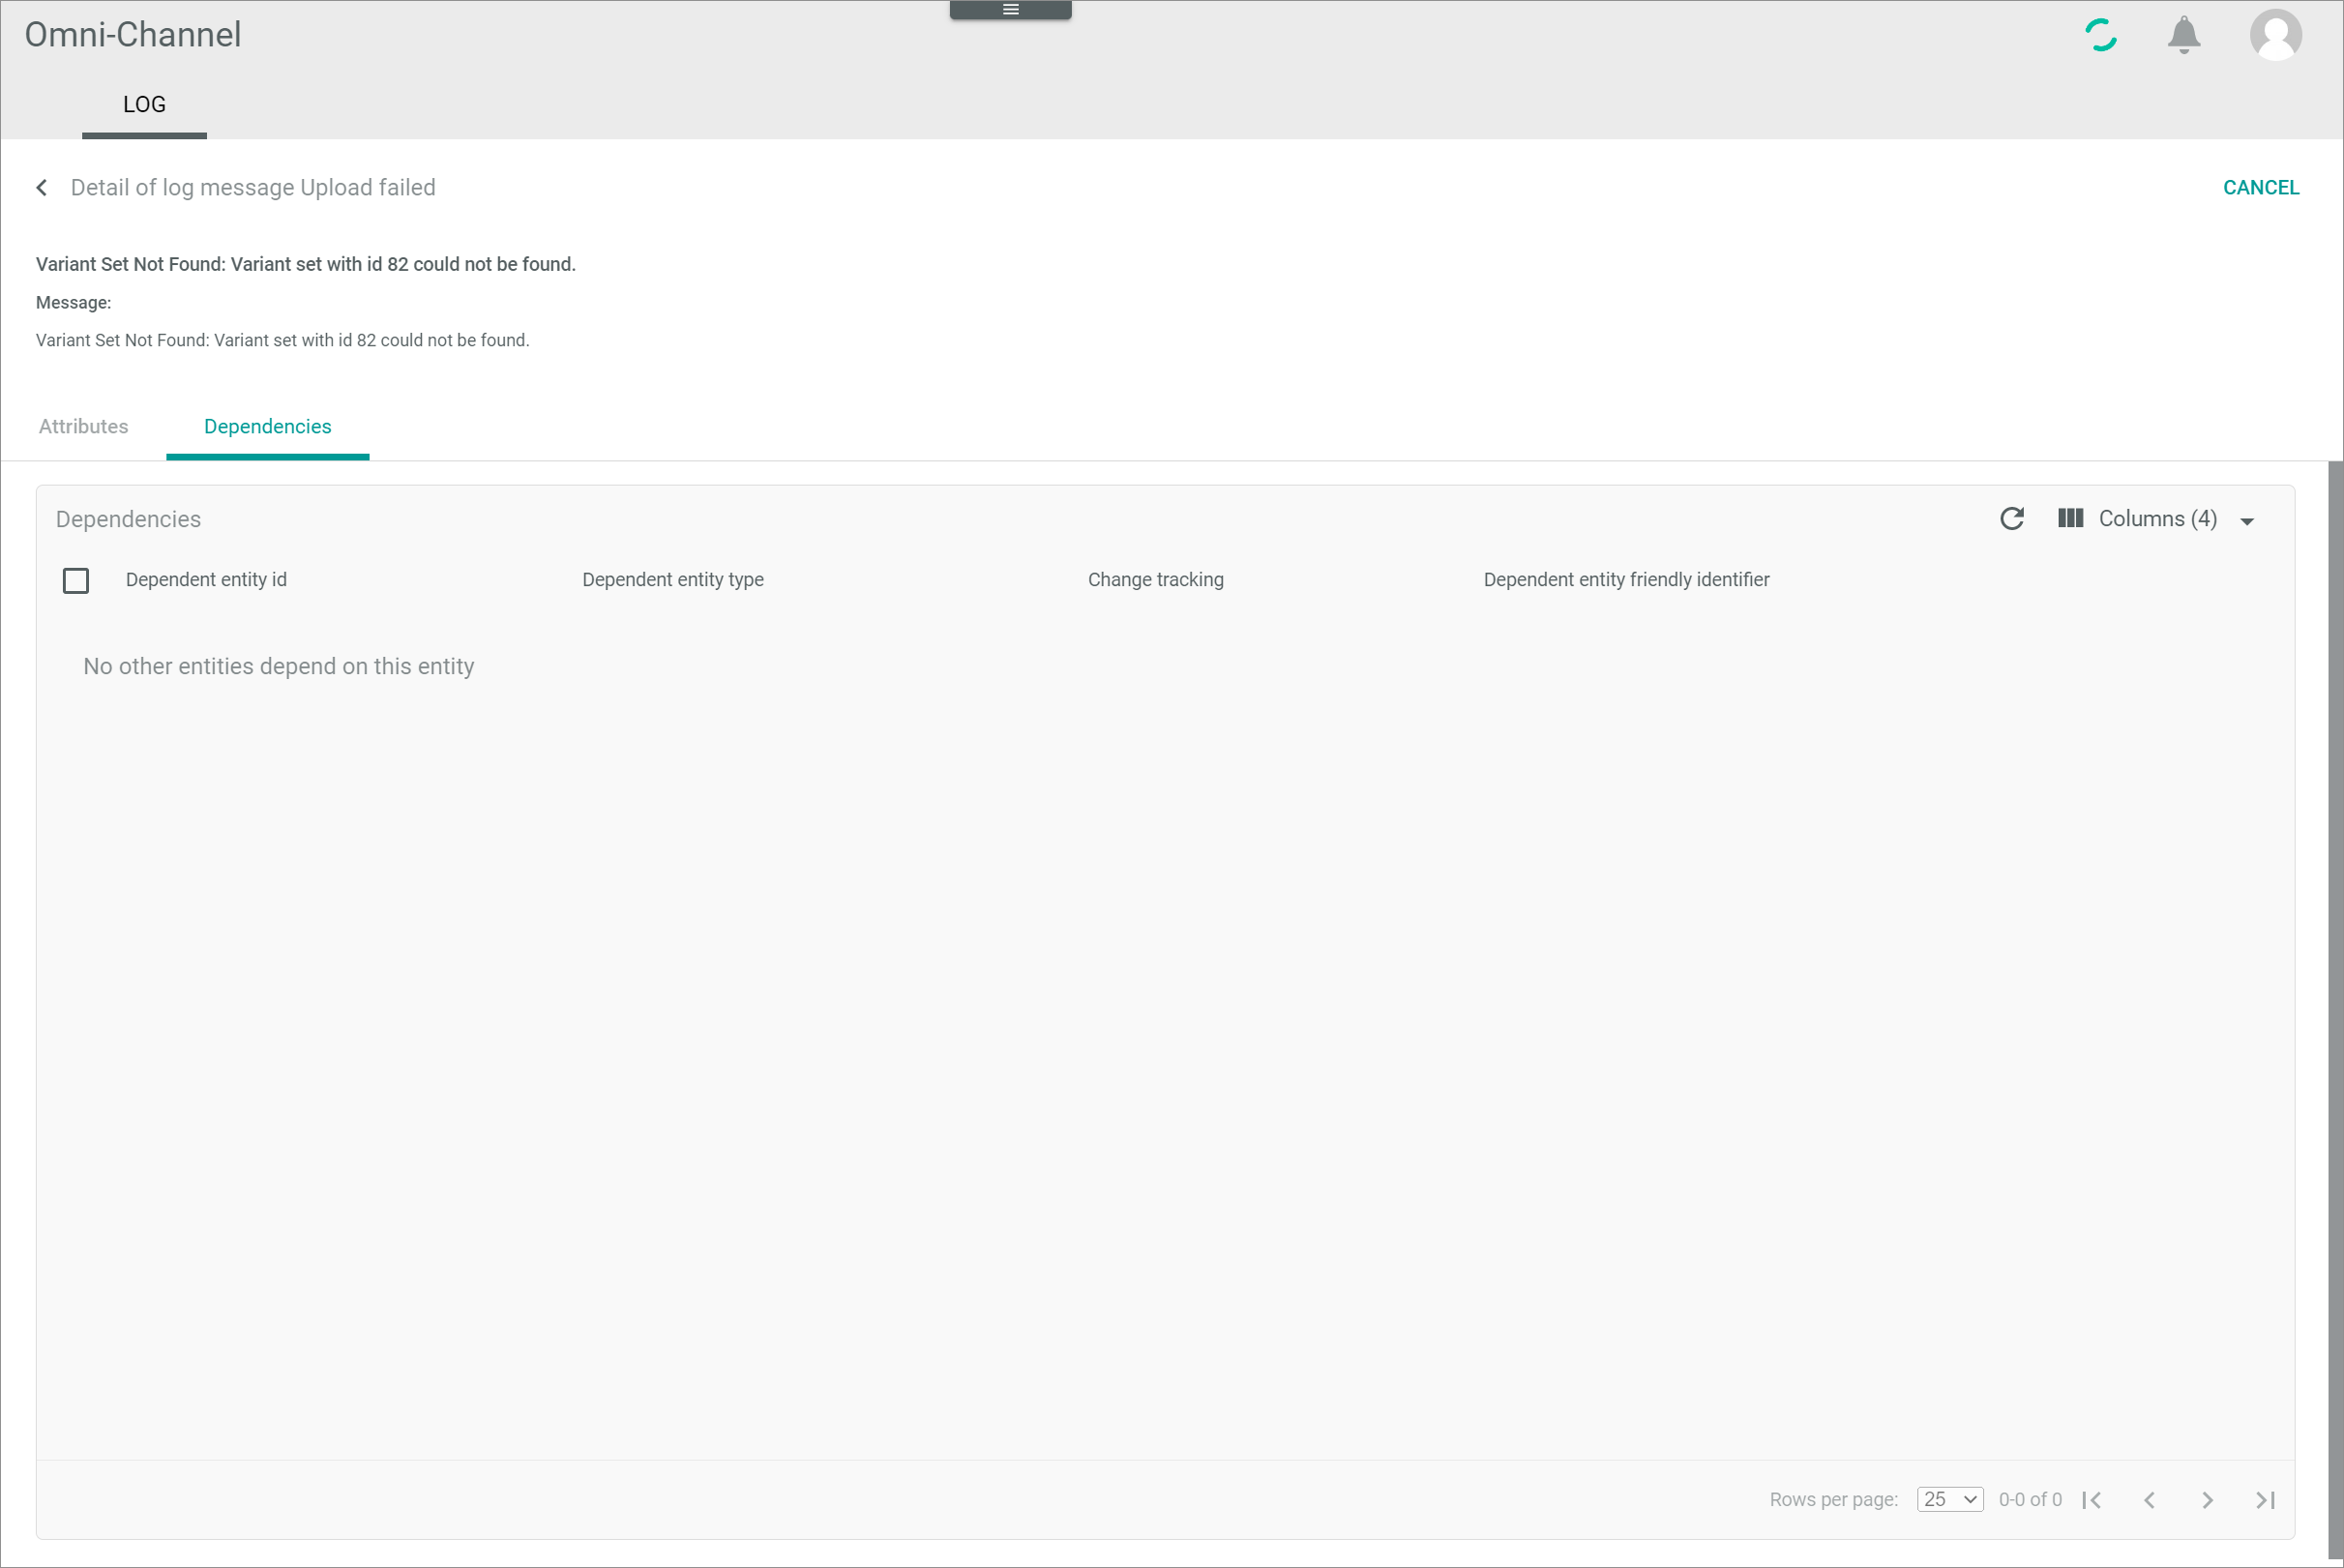 Omni-Channel
LOG
Detail of log message Upload failed
CANCEL
Variant Set Not Found: Variant set with id 82 could not be found.
Message:
Variant Set Not Found: Variant set with id 82 could not be found.
Attributes Dependencies
Dependencies Columns (4)
Dependent entity id Dependent entity type Change tracking Dependent entity friendly identifier
No other entities depend on this entity
Rows per page: 25 0-0 of 0